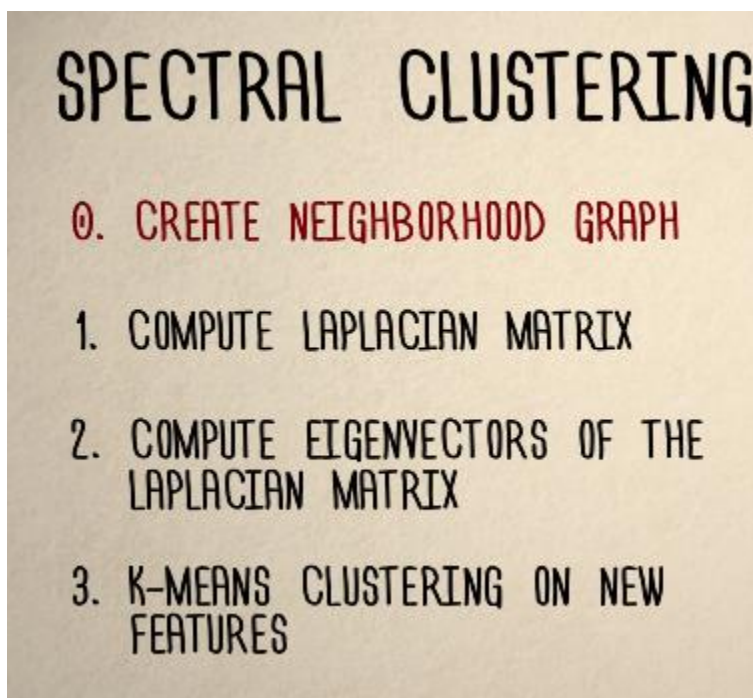 SPECTRAL CLUSTERING
0. CREATE NEIGHBORHOOD GRAPH
1. COMPUTE LAPLACIAN MATRIX
2. COMPUTE EIGENVECTORS OF THE
LAPLACIAN MATRIX
3. K-MEANS CLUSTERING ON NEW
FEATURES